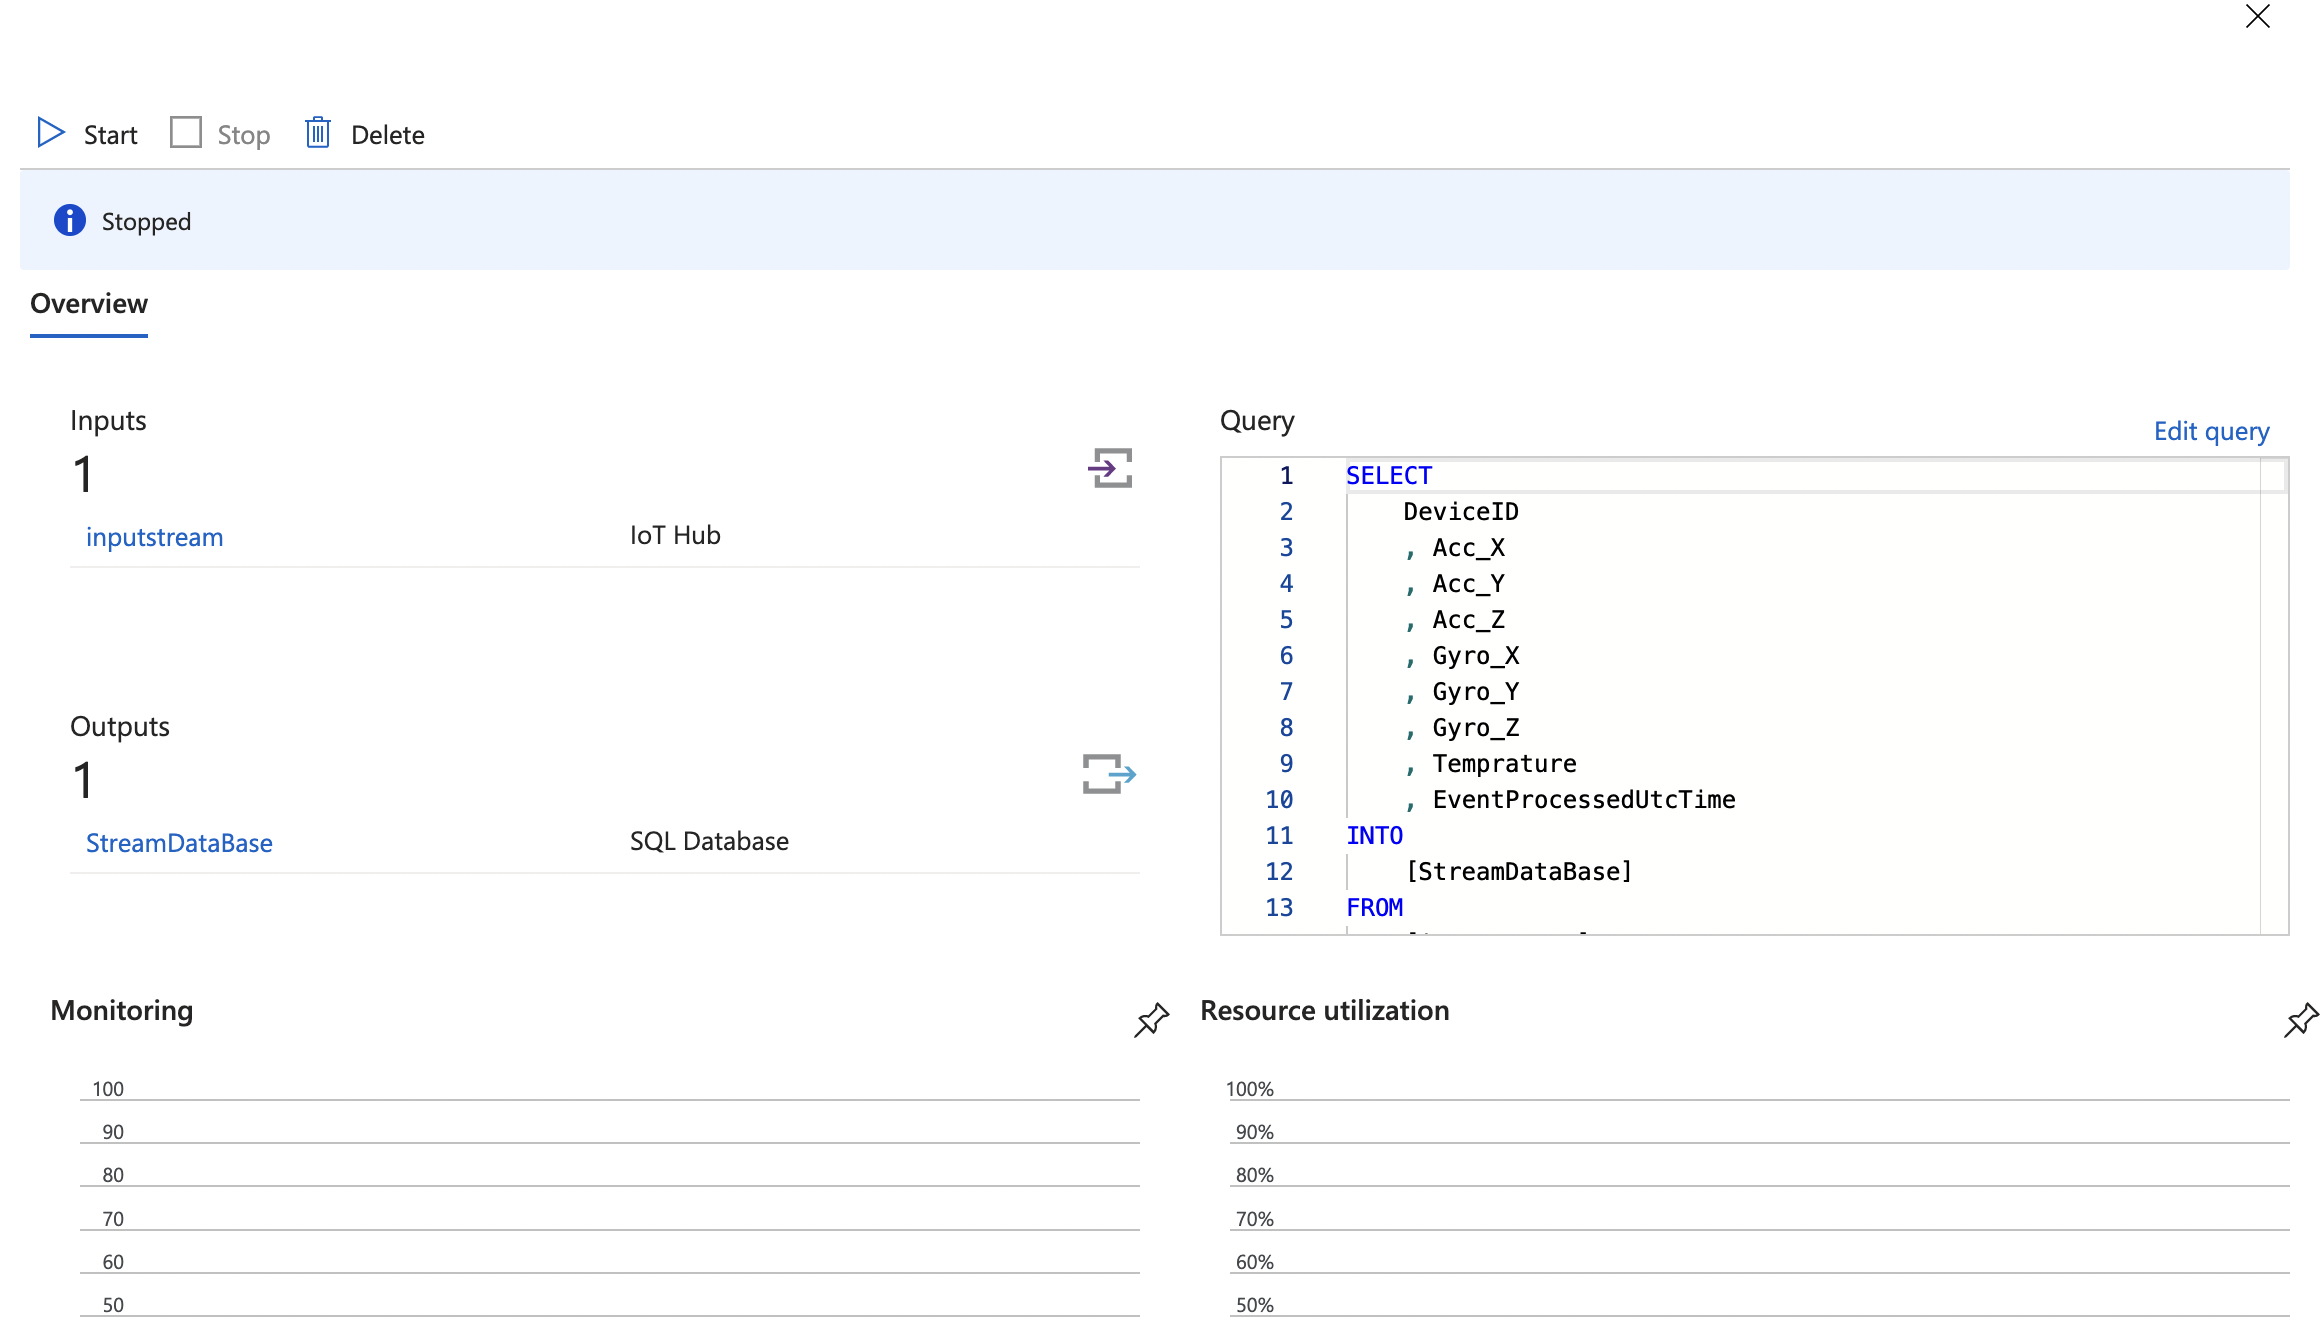 Start Stop Delete
Stopped
Overview
Inputs
1
inputstream IoT Hub
Outputs
1
StreamDataBase SQL Database
Query
Edit query
1 SELECT
2 DeviceID
3 , Acc_X
4 , Acc_Y
5 , Acc_Z
6 , Gyro_X
7 , Gyro_Y
8 , Gyro_Z
9 , Temprature
10 , EventProcessedUtcTime
11 INTO
12 [StreamDataBase]
13 FROM
Monitoring
100
90
80
70
60
50
Resource utilization
100%
90%
80%
70%
60%
50%